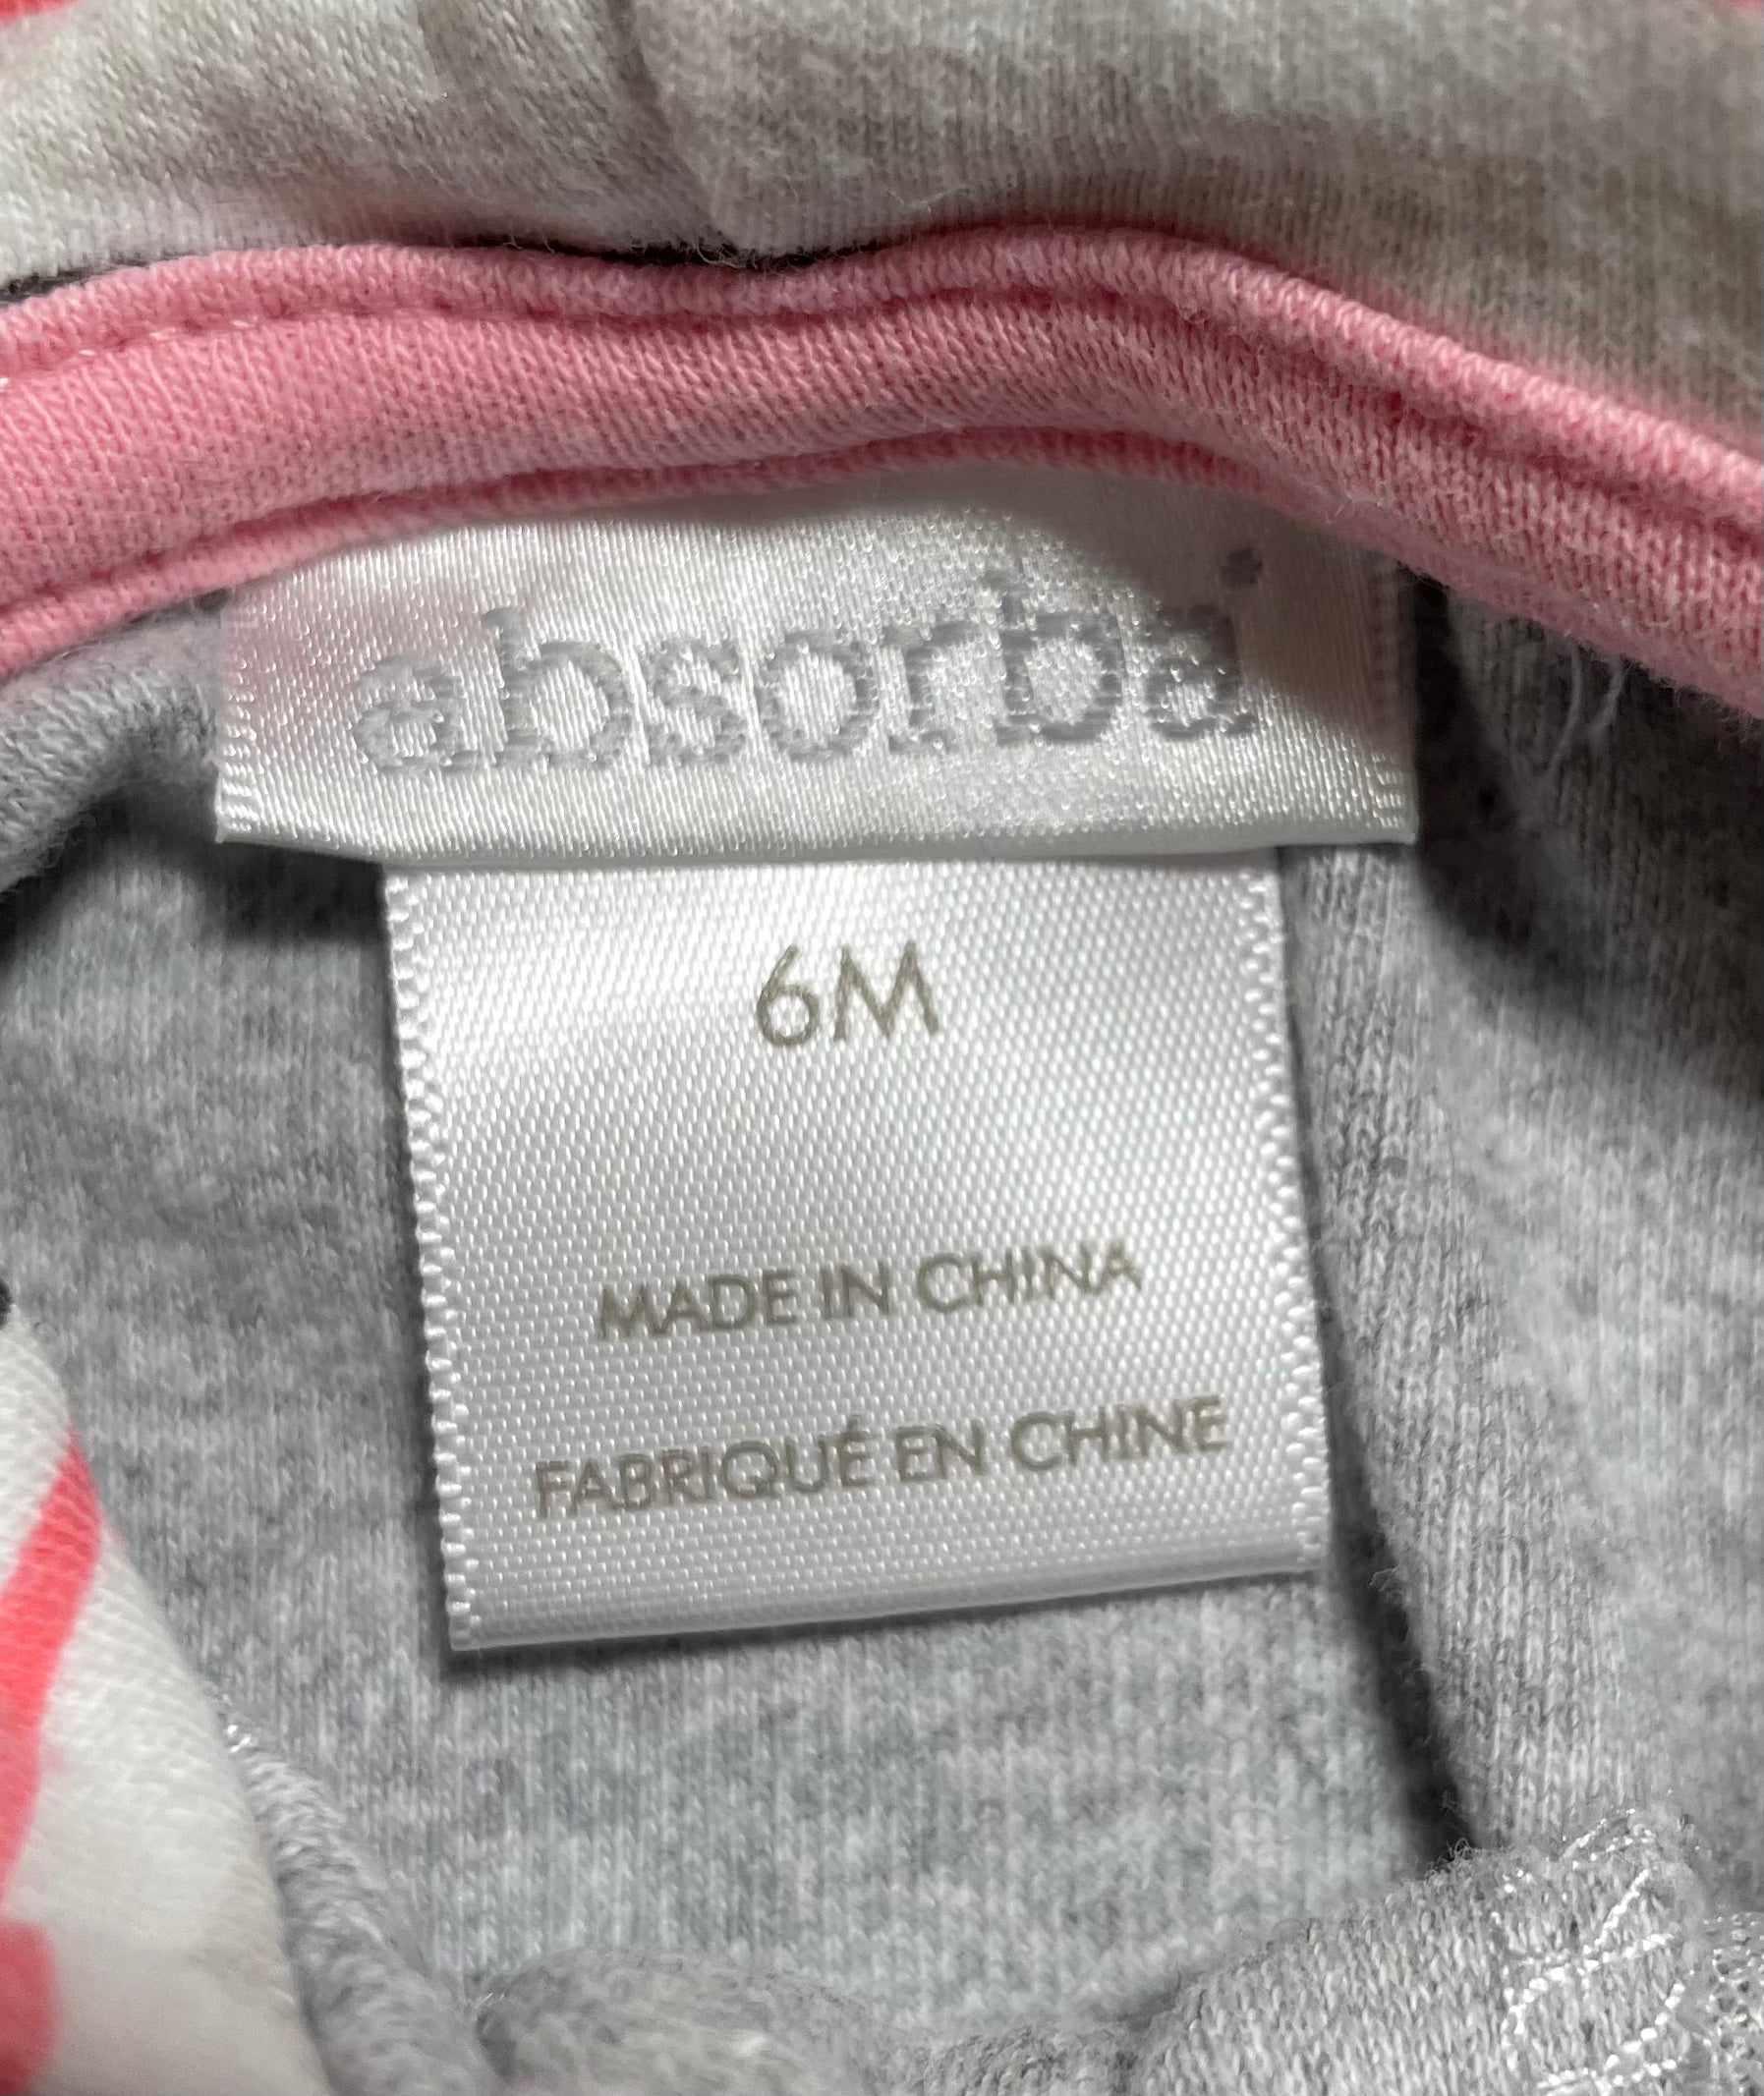 absorba
6M
MADE IN CHINA
FABRIQUÉ EN CHINE